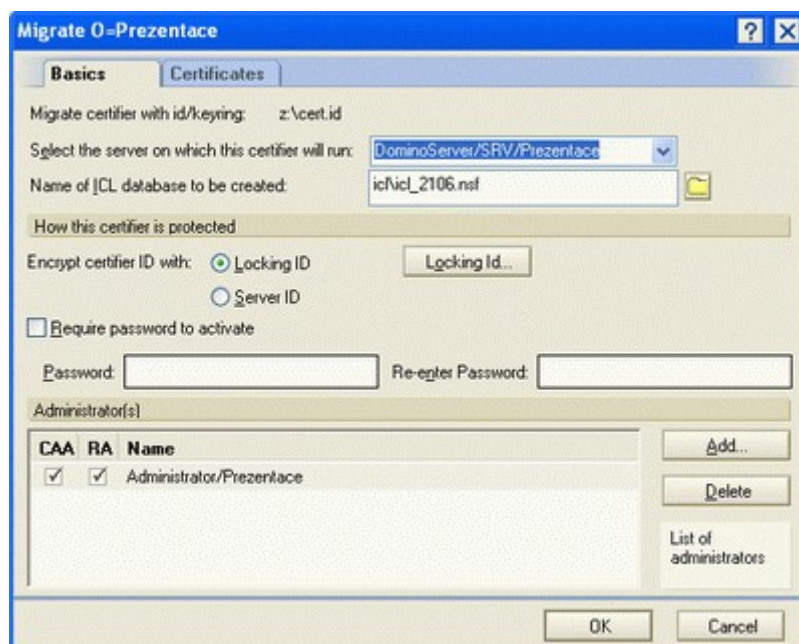 Migrate O=Prezentace
Basics Certificates
Migrate certifier with id/keyring: z:\cert.id
Select the server on which this certifier will run: DominoServer/SRV/Prezentace
Name of ICL database to be created: icl\icl_2106.nsf
How this certifier is protected
Encrypt certifier ID with: Locking ID Locking Id...
Server ID
Require password to activate
Password: Re-enter Password:
Administrator(s)
CAA RA Name Add...
Administrator/Prezentace
Delete
List of
administrators
OK Cancel